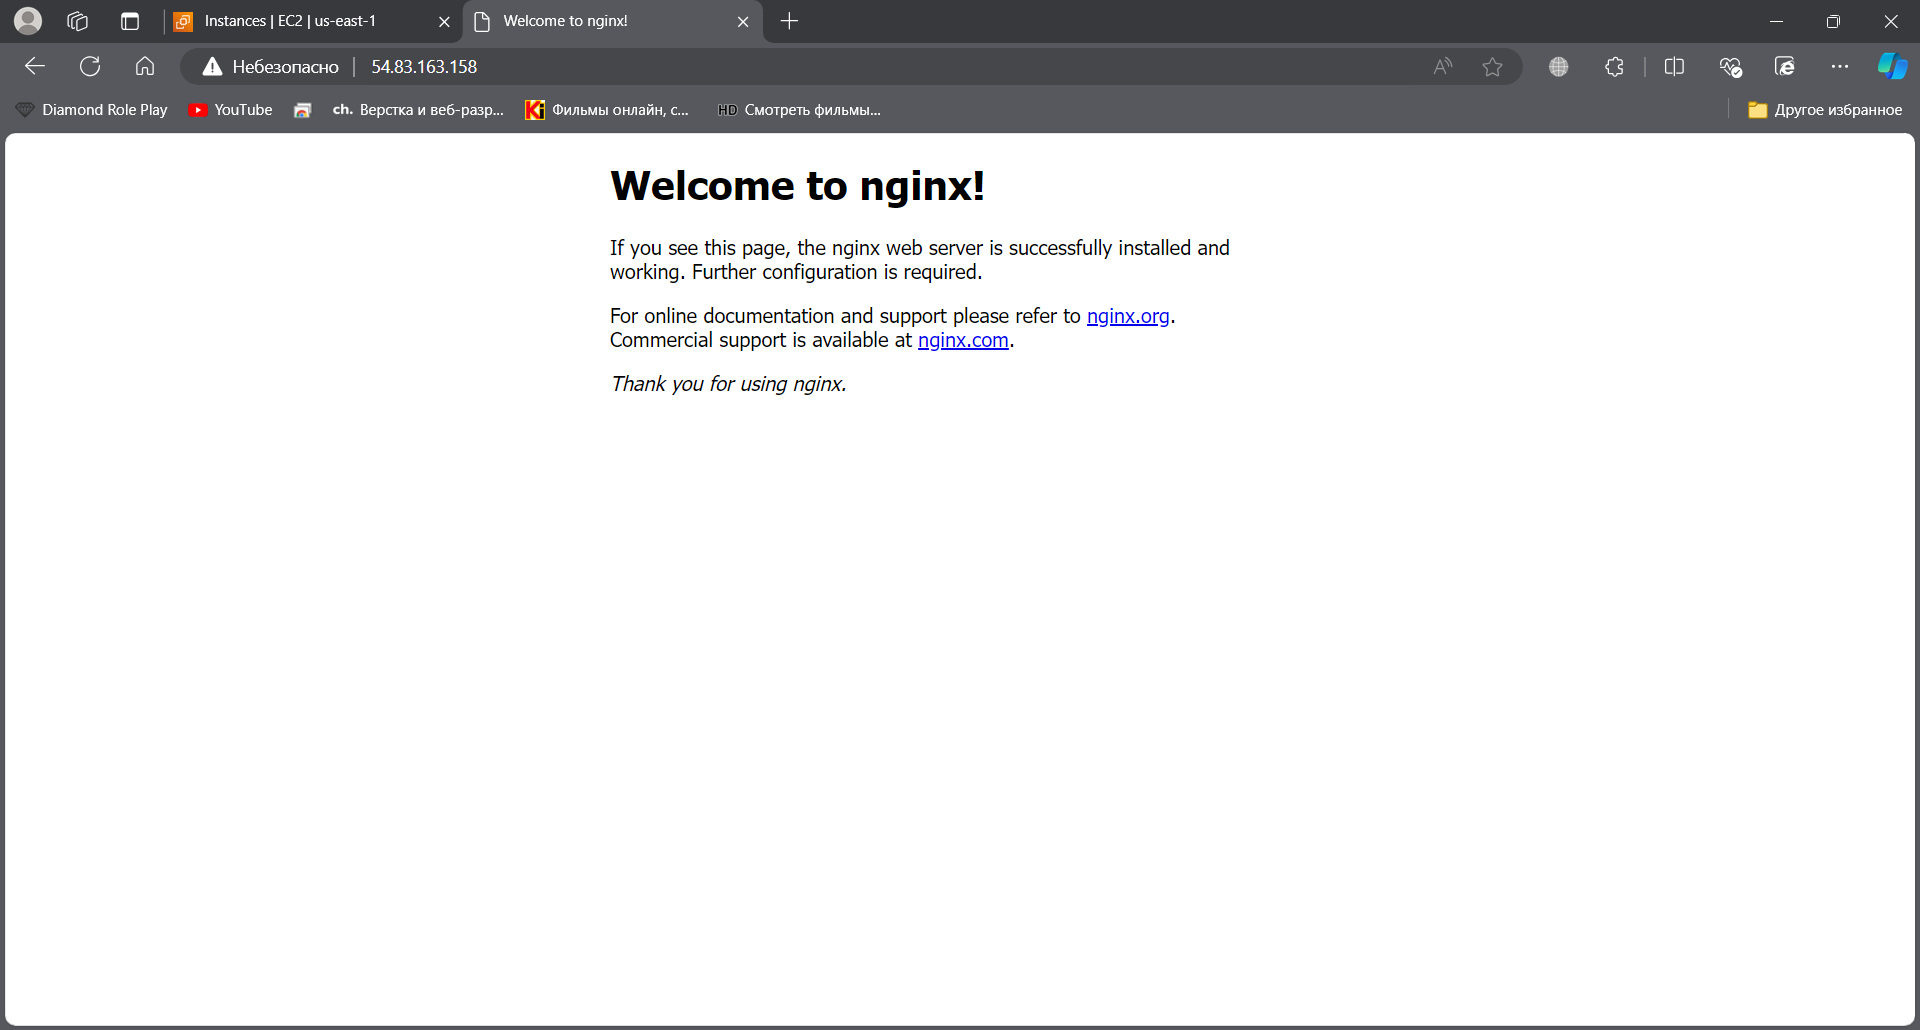 Instances | EC2 | us-east-1
Welcome to nginx!
Небезопасно
54.83.163.158
Diamond Role Play
YouTube
ch. Верстка и веб-разр...
Ki Фильмы онлайн, с...
HD Смотреть фильмы...
Другое избранное
Welcome to nginx!
If you see this page, the nginx web server is successfully installed and
working. Further configuration is required.
For online documentation and support please refer to nginx.org.
Commercial support is available at nginx.com.
Thank you for using nginx.